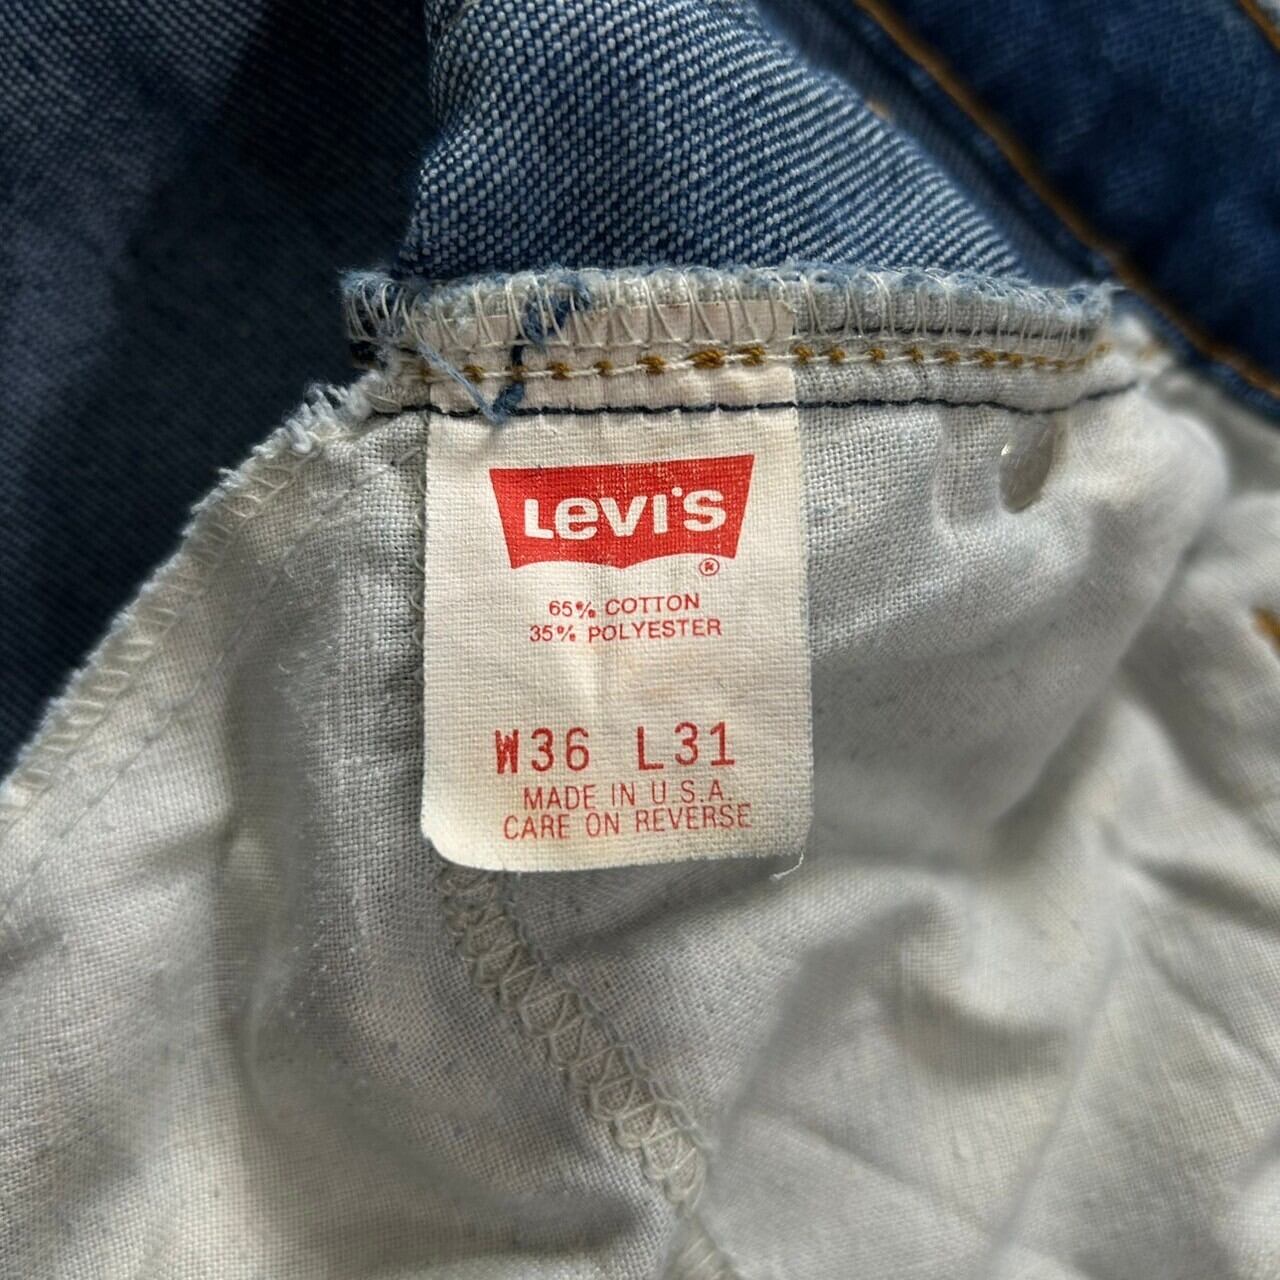 Levi's
®
65% COTTON
35% POLYESTER
W36 L31
MADE IN U.S.A.
CARE ON REVERSE